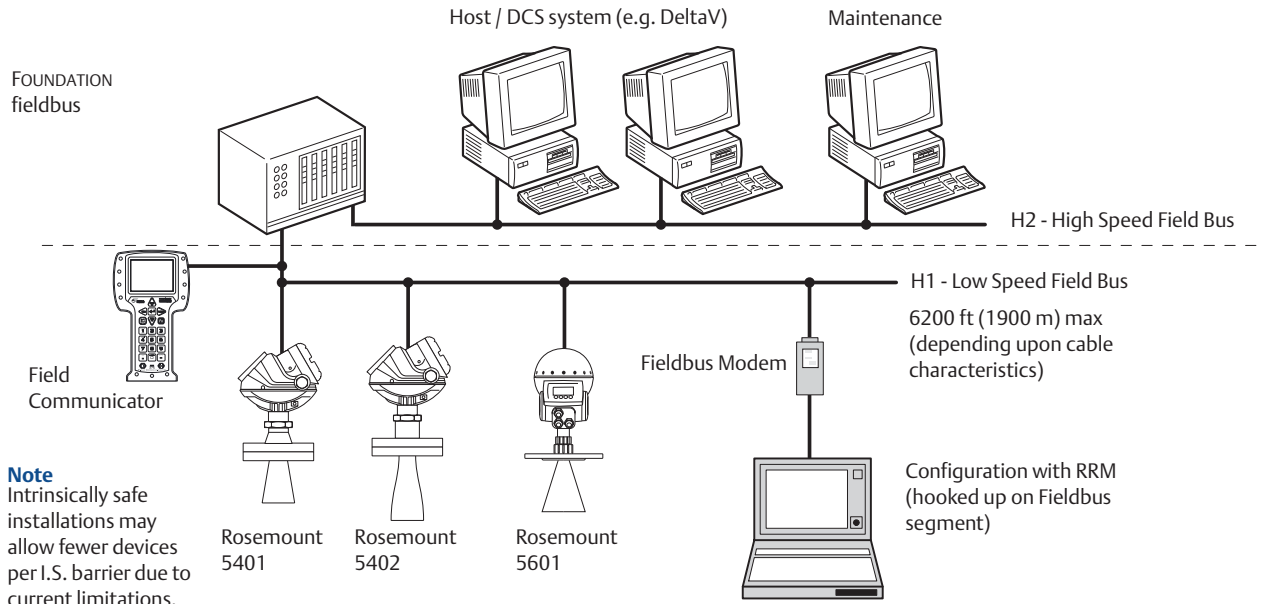 Host / DCS system (e.g. DeltaV)
Maintenance
FOUNDATION
fieldbus
H2 - High Speed Field Bus
H1 - Low Speed Field Bus
6200 ft (1900 m) max
(depending upon cable
characteristics)
Fieldbus Modem
Field
Communicator
Configuration with RRM
(hooked up on Fieldbus
segment)
Note
Intrinsically safe
installations may
allow fewer devices
per I.S. barrier due to
current limitations.
Rosemount
5401
Rosemount
5402
Rosemount
5601